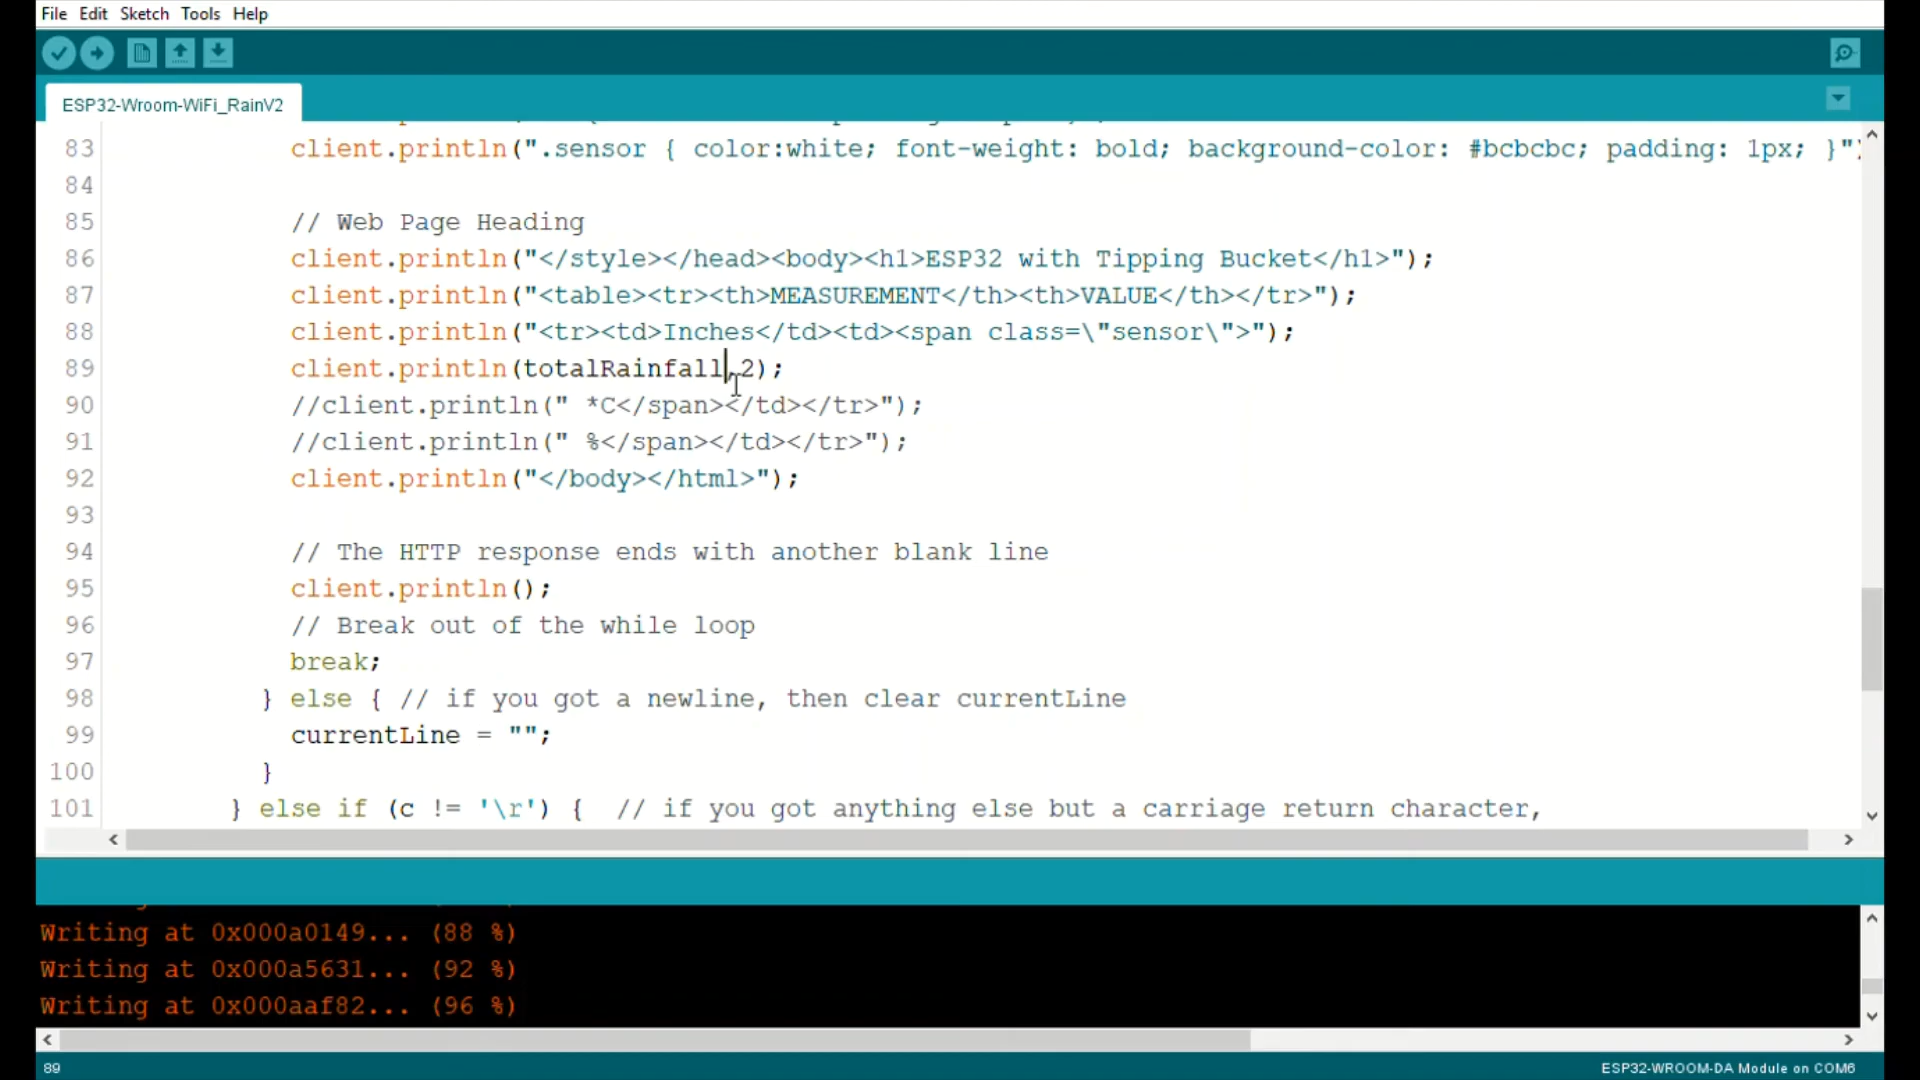 File Edit Sketch Tools Help
ESP32-Wroom-WiFi_RainV2
83 client.println(".sensor { color:white; font-weight: bold; background-color: #bcbcbc; padding: 1px; }")
84
85 // Web Page Heading
86 client.println("</style></head><body><h1>ESP32 with Tipping Bucket</h1>");
87 client.println("<table><tr><th>MEASUREMENT</th><th>VALUE</th></tr>");
88 client.println("<tr><td>Inches</td><td><span class=\"sensor\">");
89 client.println(totalRainfall,2);
90 //client.println(" *C</span></td></tr>");
91 //client.println(" %</span></td></tr>");
92 client.println("</body></html>");
93
94 // The HTTP response ends with another blank line
95 client.println();
96 // Break out of the while loop
97 break;
98 } else { // if you got a newline, then clear currentLine
99 currentLine = "";
100 }
101 } else if (c != '\r') { // if you got anything else but a carriage return character,
Writing at 0x000a0149... (88 %)
Writing at 0x000a5631... (92 %)
Writing at 0x000aaf82... (96 %)
89 ESP32-WROOM-DA Module on COM6